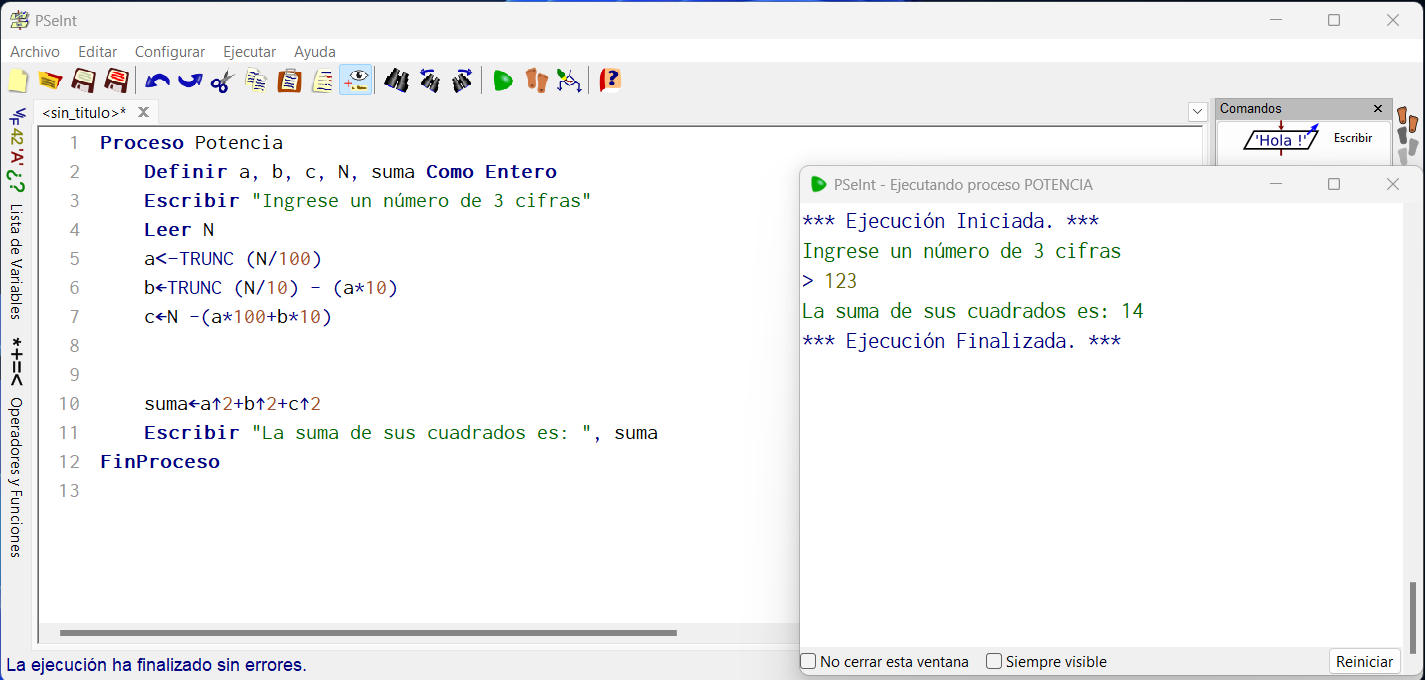 PSeInt
Archivo Editar Configurar Ejecutar Ayuda
<sin_titulo>* X
Comandos ×
'Hola !' Escribir
Lista de Variables
*+=<
Operadores y Funciones
1 Proceso Potencia
2 Definir a, b, c, N, suma Como Entero
3 Escribir "Ingrese un número de 3 cifras"
4 Leer N
5 a<-TRUNC (N/100)
6 b←TRUNC (N/10) - (a*10)
7 c←N -(a*100+b*10)
8
9
10 suma←a↑2+b↑2+c↑2
11 Escribir "La suma de sus cuadrados es: ", suma
12 FinProceso
13
PSeInt - Ejecutando proceso POTENCIA
*** Ejecución Iniciada. ***
Ingrese un número de 3 cifras
> 123
La suma de sus cuadrados es: 14
*** Ejecución Finalizada. ***
No cerrar esta ventana Siempre visible Reiniciar
La ejecución ha finalizado sin errores.